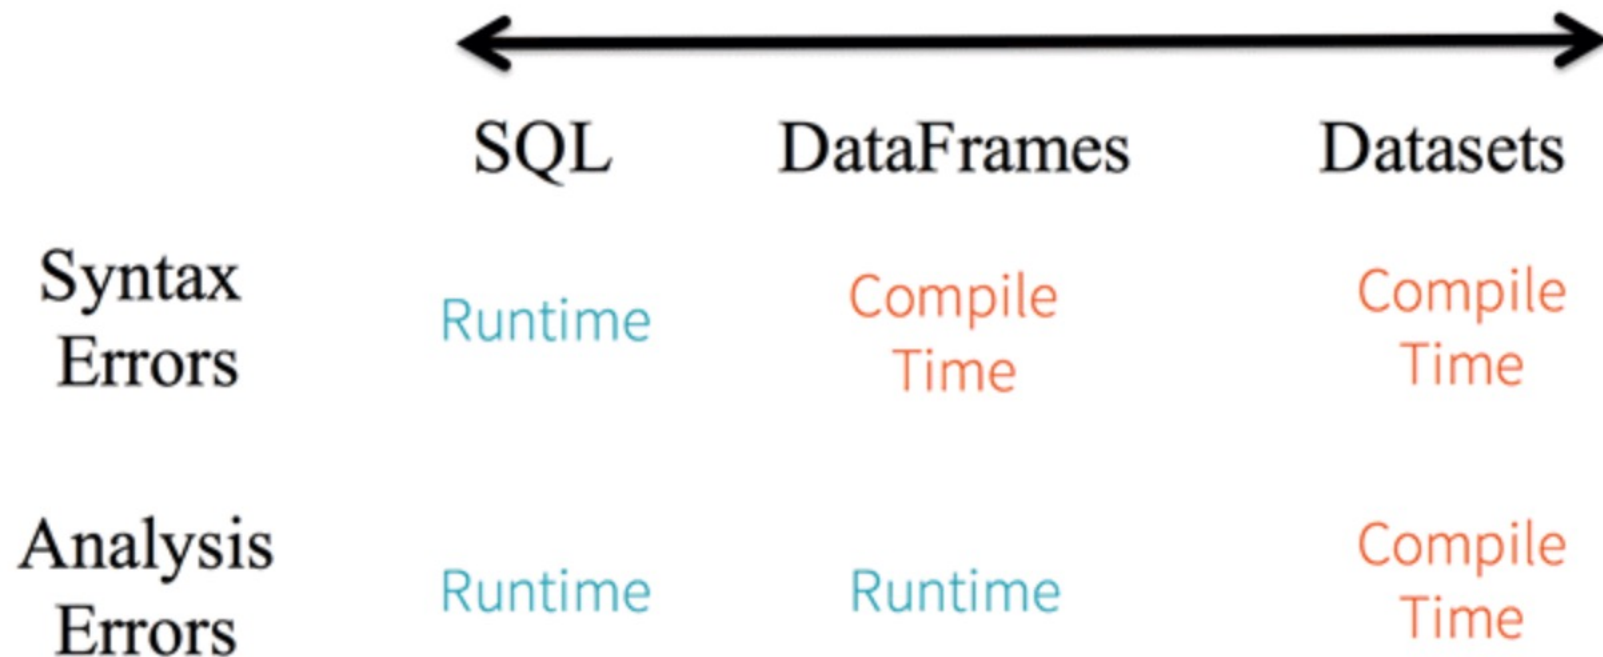 SQL DataFrames Datasets
Syntax
Errors
Runtime
Compile
Time
Compile
Time
Analysis
Errors
Runtime
Runtime
Compile
Time